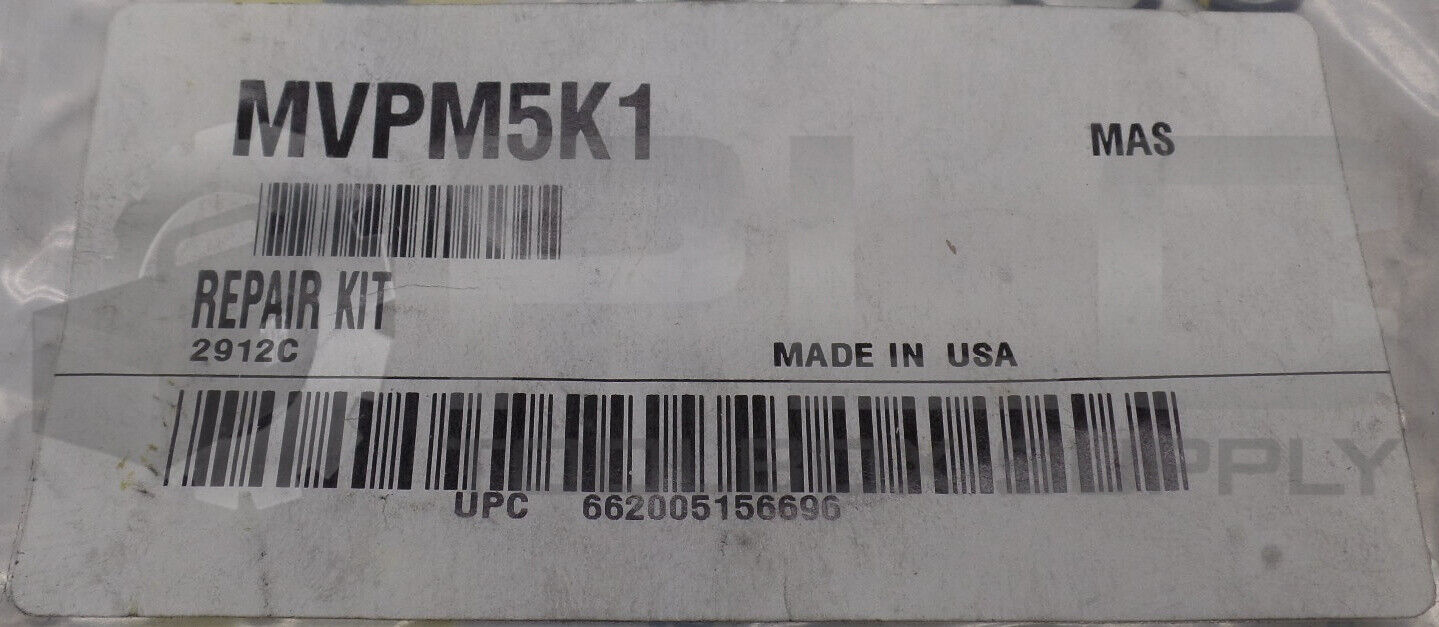 MVPM5K1
MAS
REPAIR KIT
2912C
MADE IN USA
UPC 662005156696